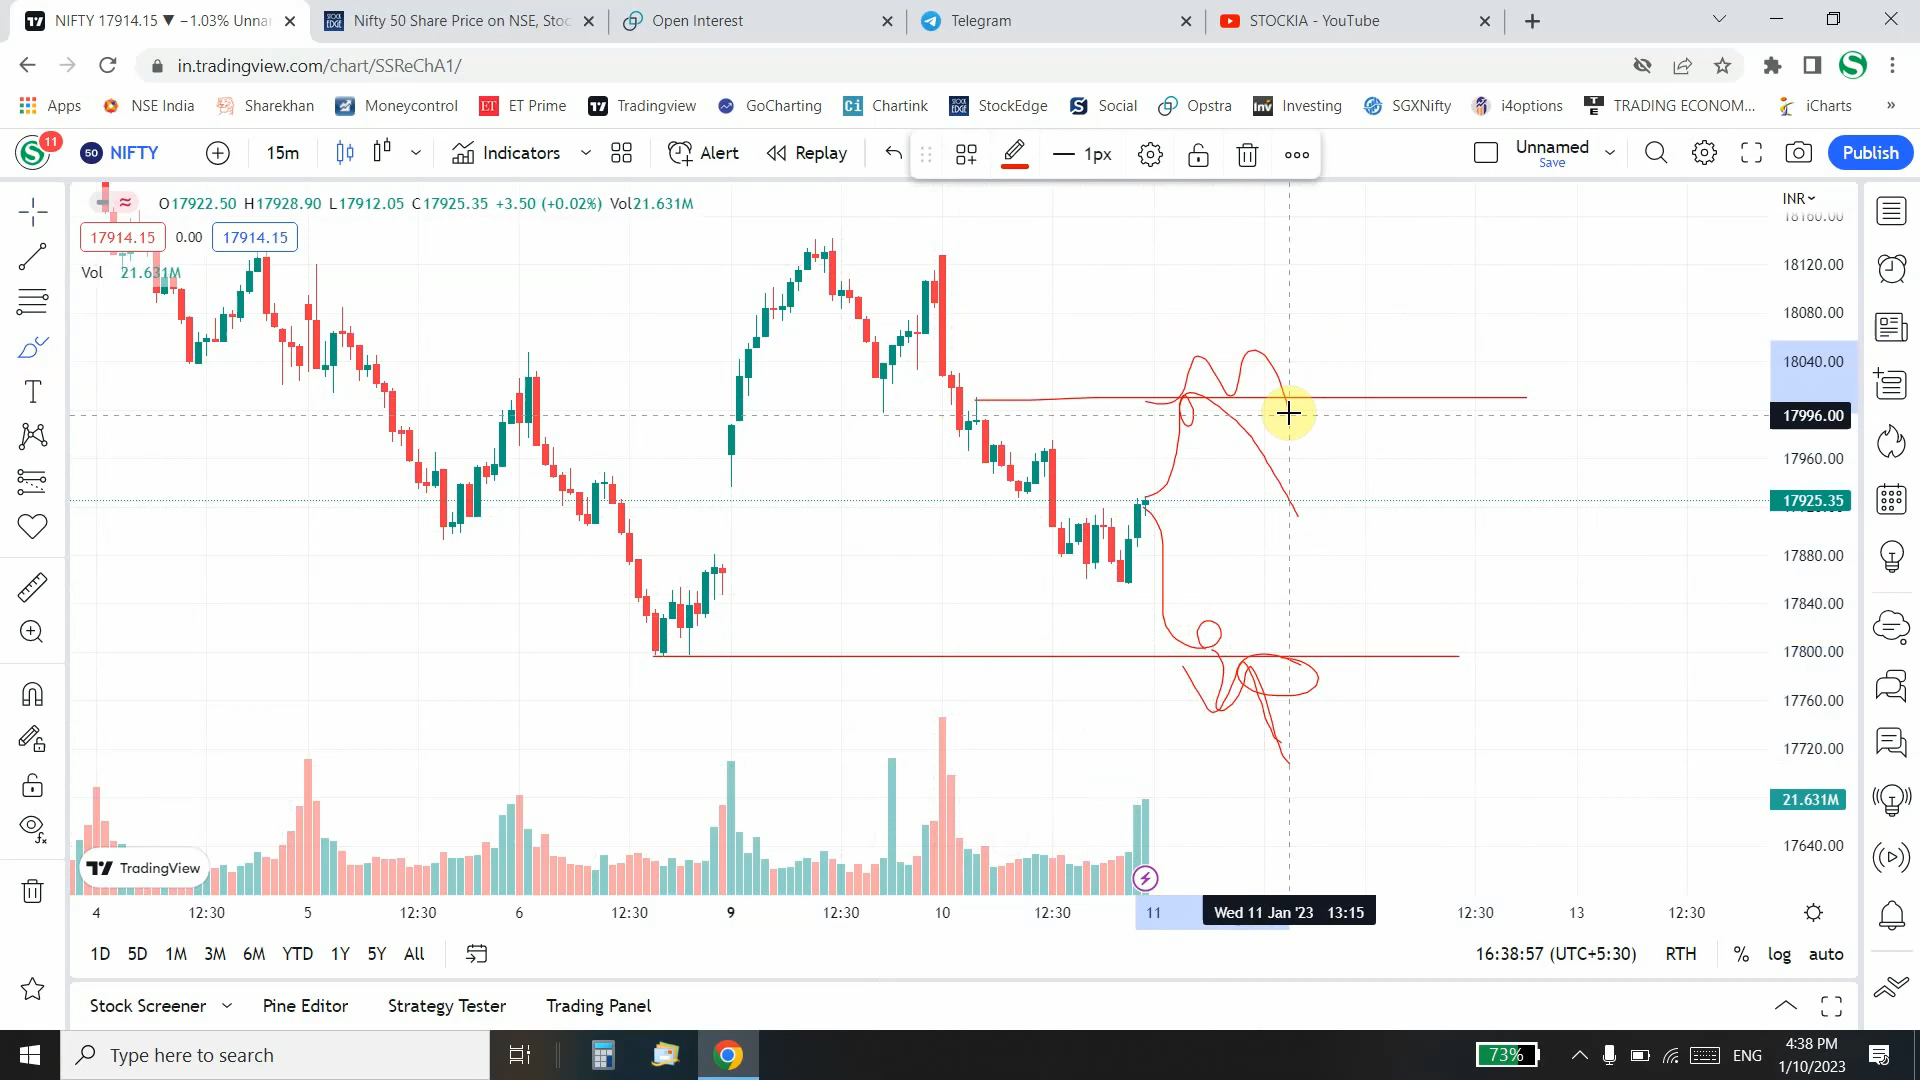 NIFTY 17914.15 ▼ −1.03% Unna
Nifty 50 Share Price on NSE, Stoc
Open Interest
Telegram
STOCKIA - YouTube
in.tradingview.com/chart/SSReChA1/
Apps
NSE India
Sharekhan
Moneycontrol
ET Prime
Tradingview
GoCharting
Chartink
StockEdge
Social
Opstra
Investing
SGXNifty
i4options
TRADING ECONOM...
iCharts
»
11
50 NIFTY
15m
Indicators
Alert
Replay
1px
Unnamed
Save
Publish
O17922.50 H17928.90 L17912.05 C17925.35 +3.50 (+0.02%) Vol21.631M
INR
18160.00
17914.15 0.00 17914.15
Vol 21.631M
18120.00
18080.00
18040.00
17996.00
17960.00
17925.35
17880.00
17840.00
17800.00
17760.00
17720.00
21.631M
17640.00
TradingView
4 12:30 5 12:30 6 12:30 9 12:30 10 12:30 11 Wed 11 Jan '23 13:15 12:30 13 12:30
1D 5D 1M 3M 6M YTD 1Y 5Y All
16:38:57 (UTC+5:30) RTH % log auto
Stock Screener Pine Editor Strategy Tester Trading Panel
Type here to search
73%
ENG
4:38 PM
1/10/2023